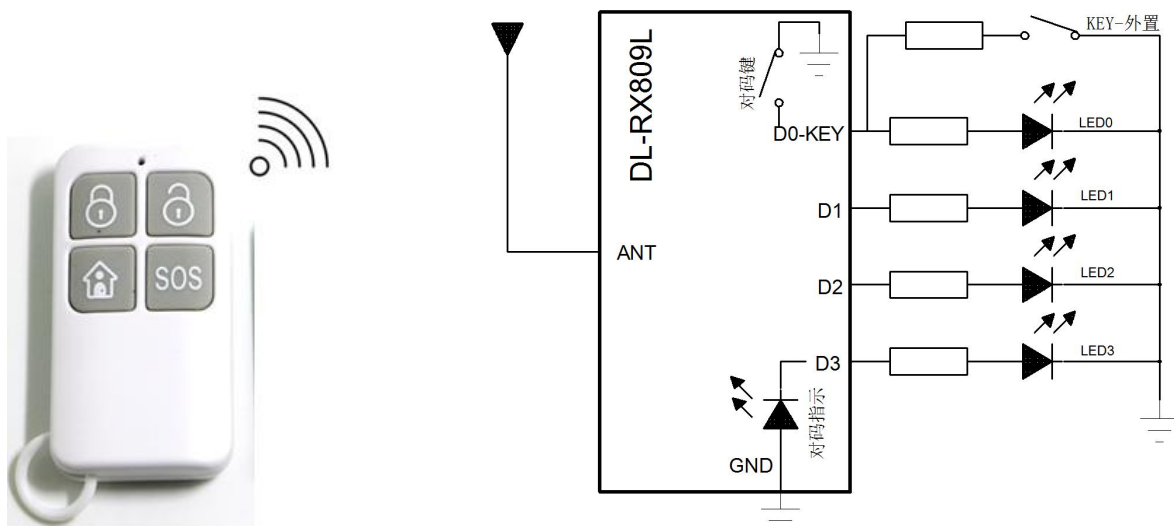 SOS
DL-RX809L
ANT
对码键
D0-KEY
D1
D2
D3
对码指示
GND
KEY-外置
LED0
LED1
LED2
LED3